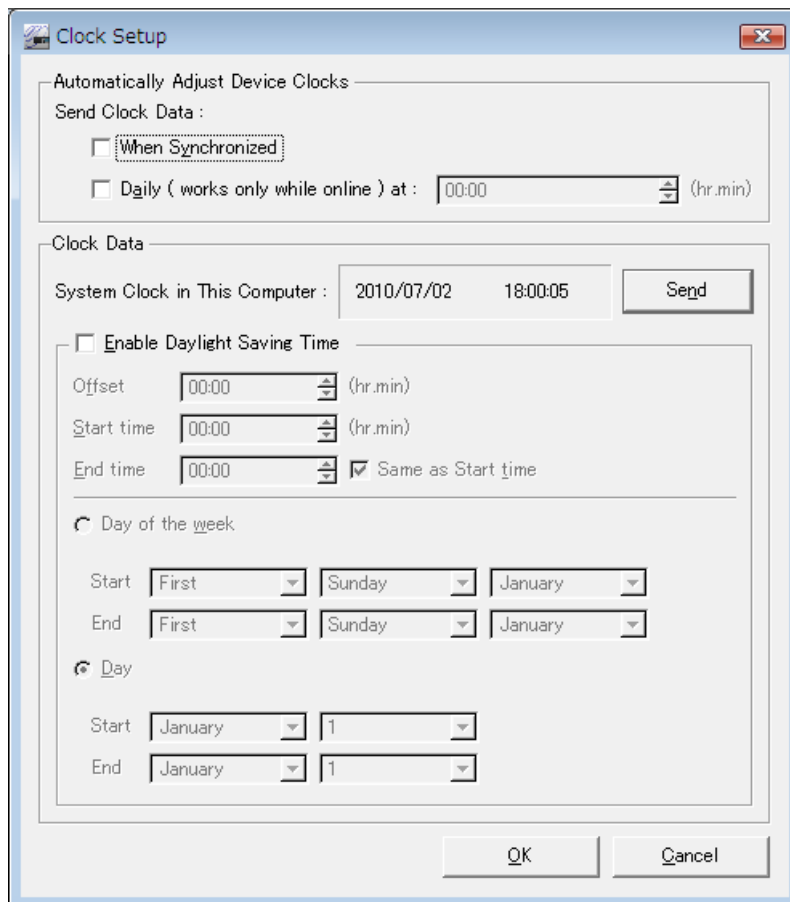 Clock Setup
Automatically Adjust Device Clocks
Send Clock Data :
When Synchronized
Daily ( works only while online ) at : 00:00 (hr.min)
Clock Data
System Clock in This Computer : 2010/07/02 18:00:05 Send
Enable Daylight Saving Time
Offset 00:00 (hr.min)
Start time 00:00 (hr.min)
End time 00:00 Same as Start time
Day of the week
Start First Sunday January
End First Sunday January
Day
Start January 1
End January 1
OK Cancel